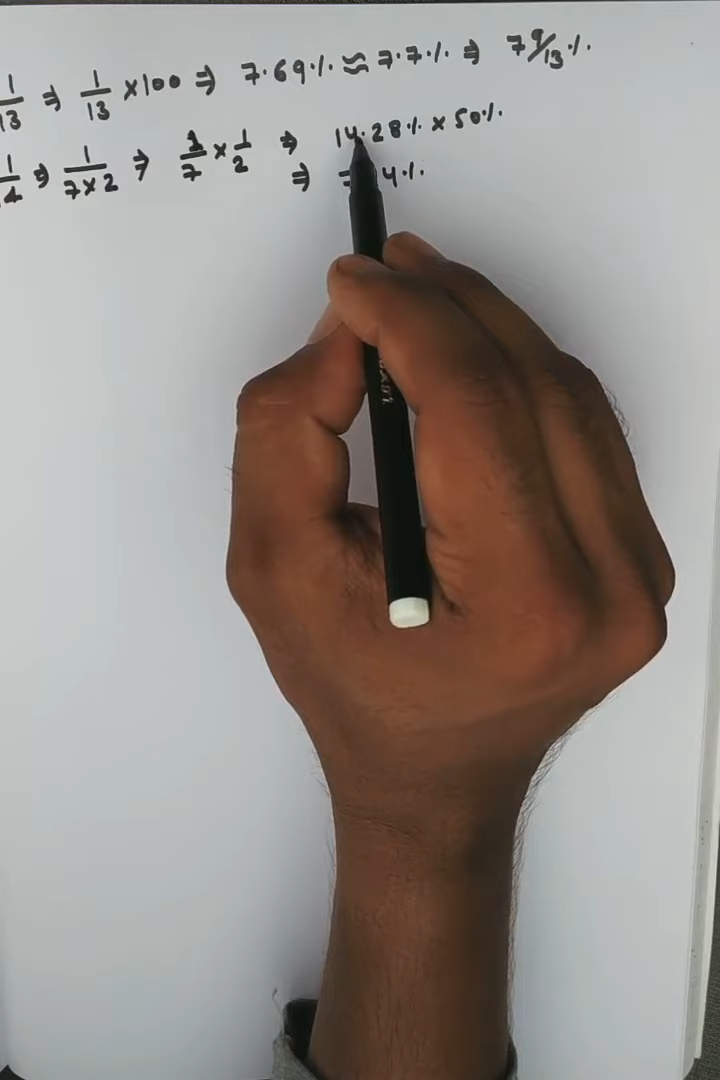 1/13 ⇒ 1/13 ×100 ⇒ 7.69% ≈ 7.7% ⇒ 7 9/13%
1/14 ⇒ 1/7×2 ⇒ 1/7 × 1/2 ⇒ 14.28% × 50%
⇒ 4%